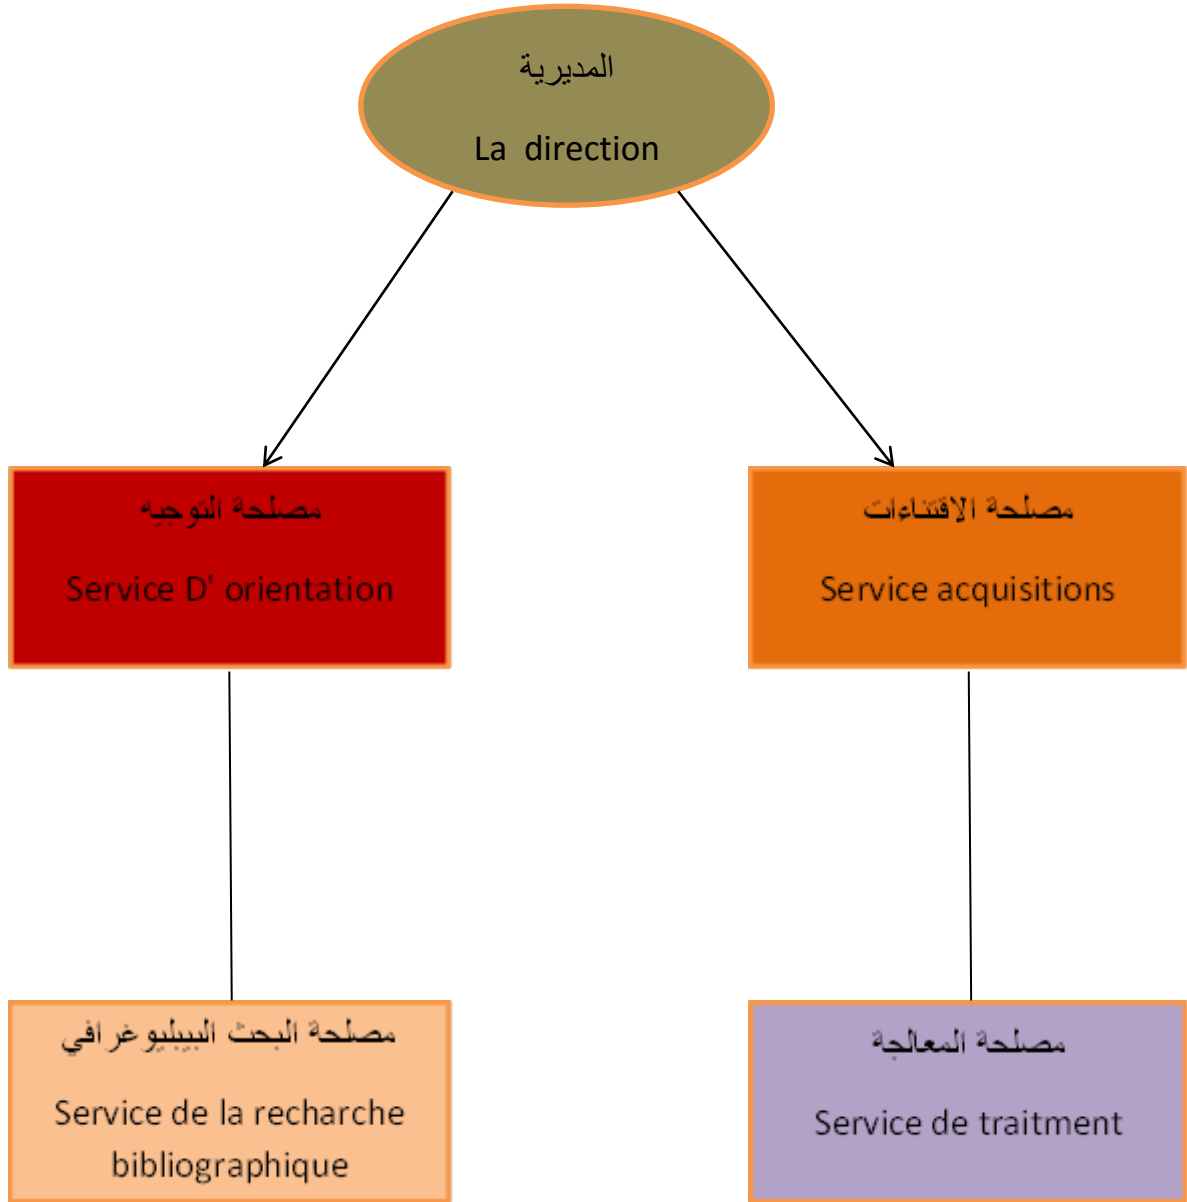 المديرية
La direction
مصلحة التوجيه
Service D' orientation
مصلحة الاقتناءات
Service acquisitions
مصلحة البحث الببليوغرافي
Service de la recharche
bibliographique
مصلحة المعالجة
Service de traitment